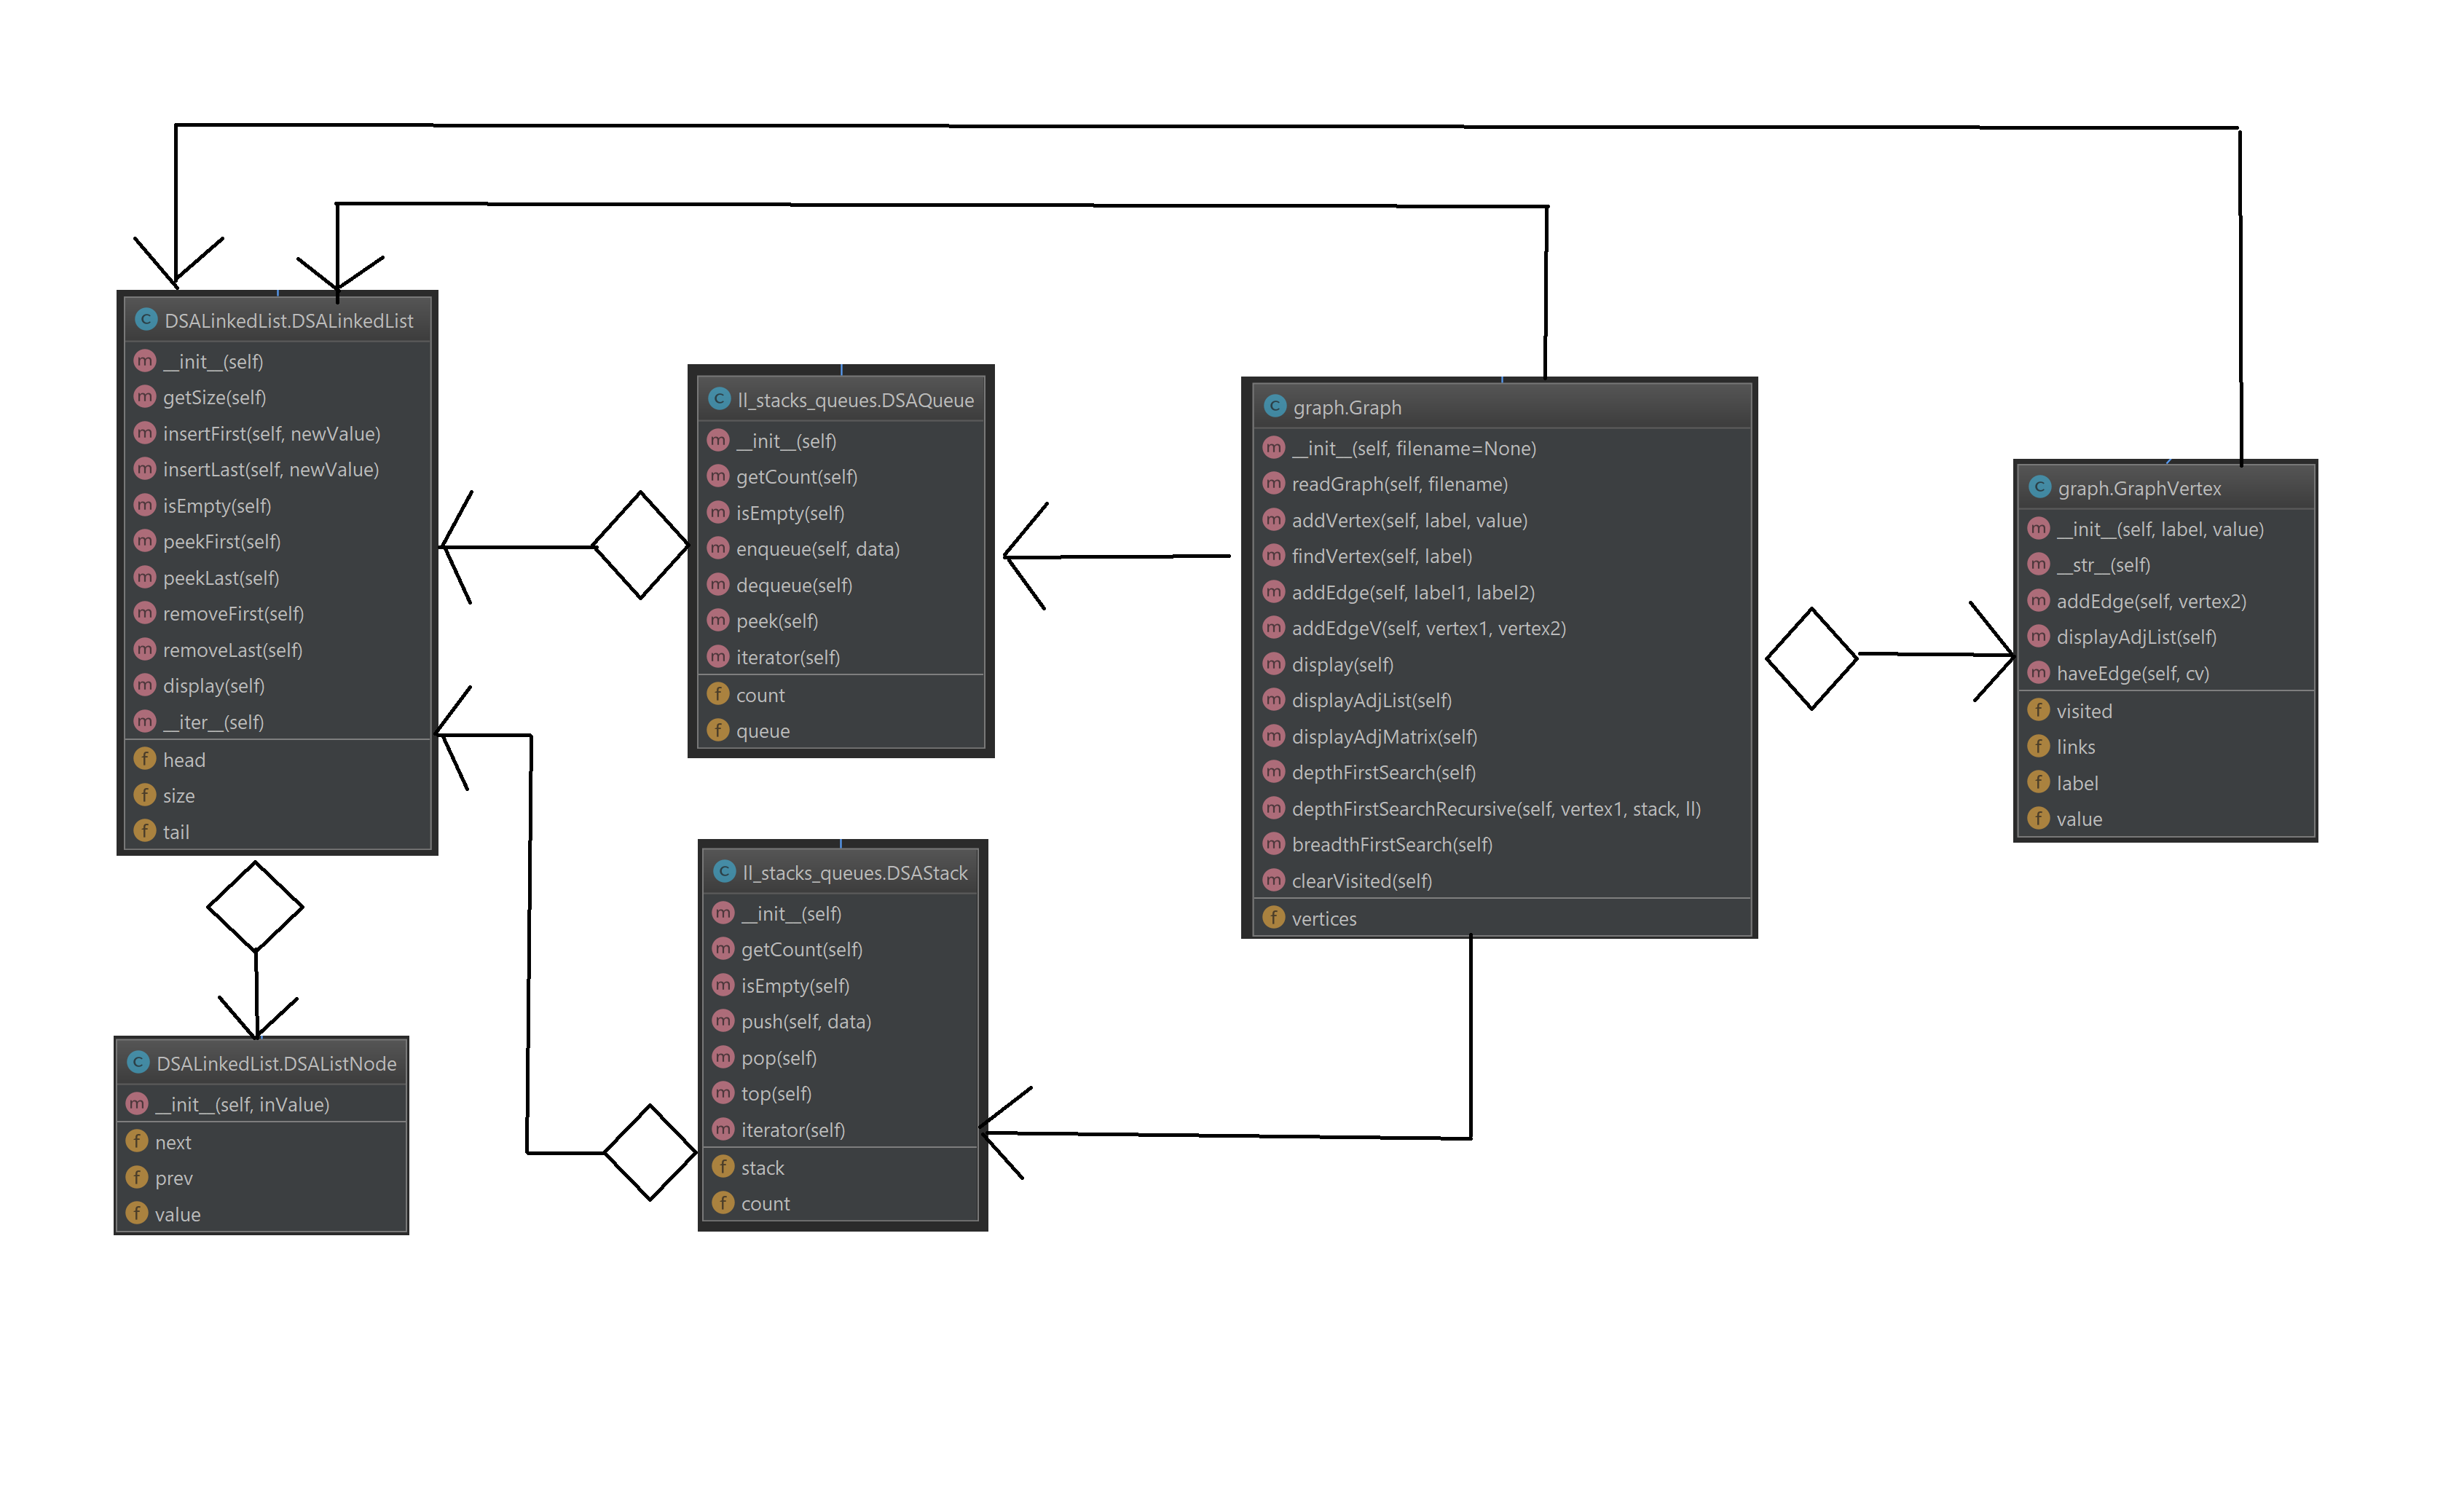 DSALinkedList.DSALinkedList
__init__(self)
getSize(self)
insertFirst(self, newValue)
insertLast(self, newValue)
isEmpty(self)
peekFirst(self)
peekLast(self)
removeFirst(self)
removeLast(self)
display(self)
__iter__(self)
head
size
tail
DSALinkedList.DSAListNode
__init__(self, inValue)
next
prev
value
ll_stacks_queues.DSAQueue
__init__(self)
getCount(self)
isEmpty(self)
enqueue(self, data)
dequeue(self)
peek(self)
iterator(self)
count
queue
ll_stacks_queues.DSAStack
__init__(self)
getCount(self)
isEmpty(self)
push(self, data)
pop(self)
top(self)
iterator(self)
stack
count
graph.Graph
__init__(self, filename=None)
readGraph(self, filename)
addVertex(self, label, value)
findVertex(self, label)
addEdge(self, label1, label2)
addEdgeV(self, vertex1, vertex2)
display(self)
displayAdjList(self)
displayAdjMatrix(self)
depthFirstSearch(self)
depthFirstSearchRecursive(self, vertex1, stack, ll)
breadthFirstSearch(self)
clearVisited(self)
vertices
graph.GraphVertex
__init__(self, label, value)
__str__(self)
addEdge(self, vertex2)
displayAdjList(self)
haveEdge(self, cv)
visited
links
label
value